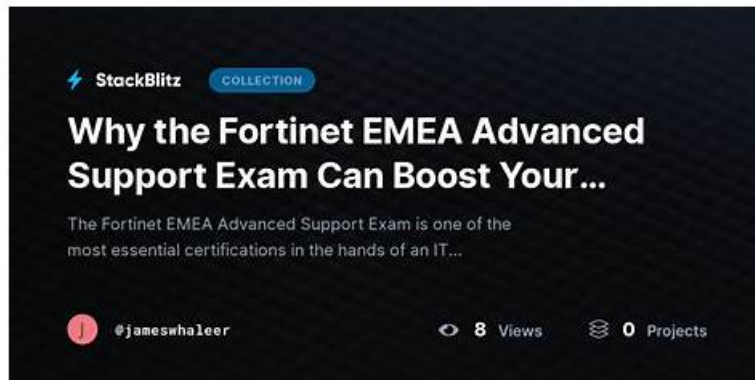 StackBlitz COLLECTION
Why the Fortinet EMEA Advanced
Support Exam Can Boost Your...
The Fortinet EMEA Advanced Support Exam is one of the
most essential certifications in the hands of an IT...
J @jameswhaleer 8 Views 0 Projects